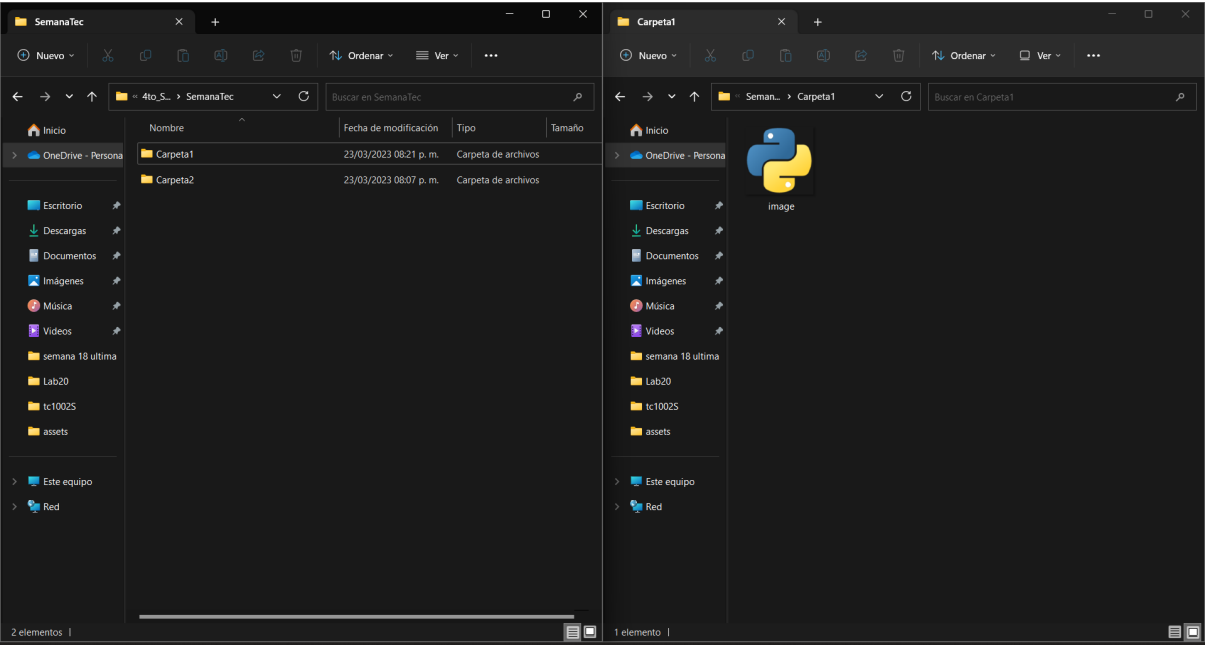 SemanaTec
Nuevo
Ordenar
Ver
« 4to_S... > SemanaTec
Buscar en SemanaTec
Inicio
OneDrive - Persona
Escritorio
Descargas
Documentos
Imágenes
Música
Videos
semana 18 ultima
Lab20
tc1002S
assets
Este equipo
Red
Nombre Fecha de modificación Tipo Tamaño
Carpeta1 23/03/2023 08:21 p. m. Carpeta de archivos
Carpeta2 23/03/2023 08:07 p. m. Carpeta de archivos
2 elementos
Carpeta1
Nuevo
Ordenar
Ver
« Seman... > Carpeta1
Buscar en Carpeta1
Inicio
OneDrive - Persona
Escritorio
Descargas
Documentos
Imágenes
Música
Videos
semana 18 ultima
Lab20
tc1002S
assets
Este equipo
Red
image
1 elemento